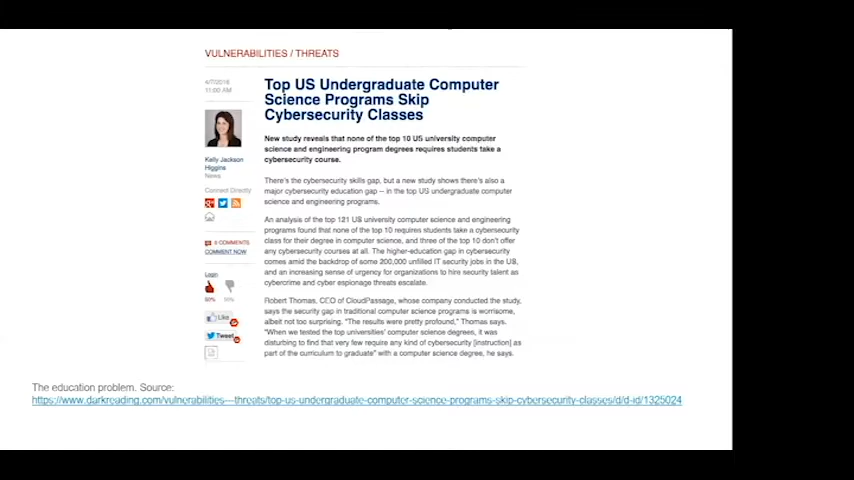 VULNERABILITIES / THREATS
4/7/2016
11:00 AM
Kelly Jackson
Higgins
News
Connect Directly
0 COMMENTS
COMMENT NOW
Login
50%
50%
Like
Tweet
Top US Undergraduate Computer
Science Programs Skip
Cybersecurity Classes
New study reveals that none of the top 10 US university computer
science and engineering program degrees requires students take a
cybersecurity course.
There's the cybersecurity skills gap, but a new study shows there's also a
major cybersecurity education gap -- in the top US undergraduate computer
science and engineering programs.
An analysis of the top 121 US university computer science and engineering
programs found that none of the top 10 requires students take a cybersecurity
class for their degree in computer science, and three of the top 10 don't offer
any cybersecurity courses at all. The higher-education gap in cybersecurity
comes amid the backdrop of some 200,000 unfilled IT security jobs in the US,
and an increasing sense of urgency for organizations to hire security talent as
cybercrime and cyber espionage threats escalate.
Robert Thomas, CEO of CloudPassage, whose company conducted the study,
says the security gap in traditional computer science programs is worrisome,
albeit not too surprising. "The results were pretty profound," Thomas says.
"When we tested the top universities' computer science degrees, it was
disturbing to find that very few require any kind of cybersecurity [instruction] as
part of the curriculum to graduate" with a computer science degree, he says.
The education problem. Source:
https://www.darkreading.com/vulnerabilities---threats/top-us-undergraduate-computer-science-programs-skip-cybersecurity-classes/d/d-id/1325024